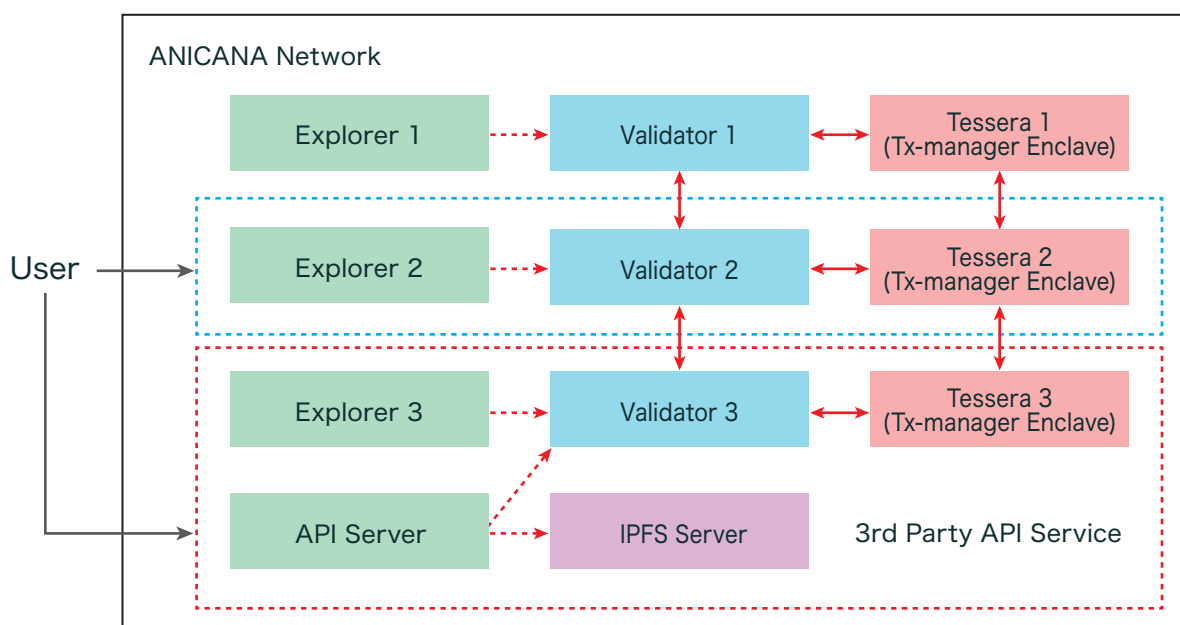 ANICANA Network
Explorer 1
Validator 1
Tessera 1
(Tx-manager Enclave)
User
Explorer 2
Validator 2
Tessera 2
(Tx-manager Enclave)
Explorer 3
Validator 3
Tessera 3
(Tx-manager Enclave)
API Server
IPFS Server
3rd Party API Service